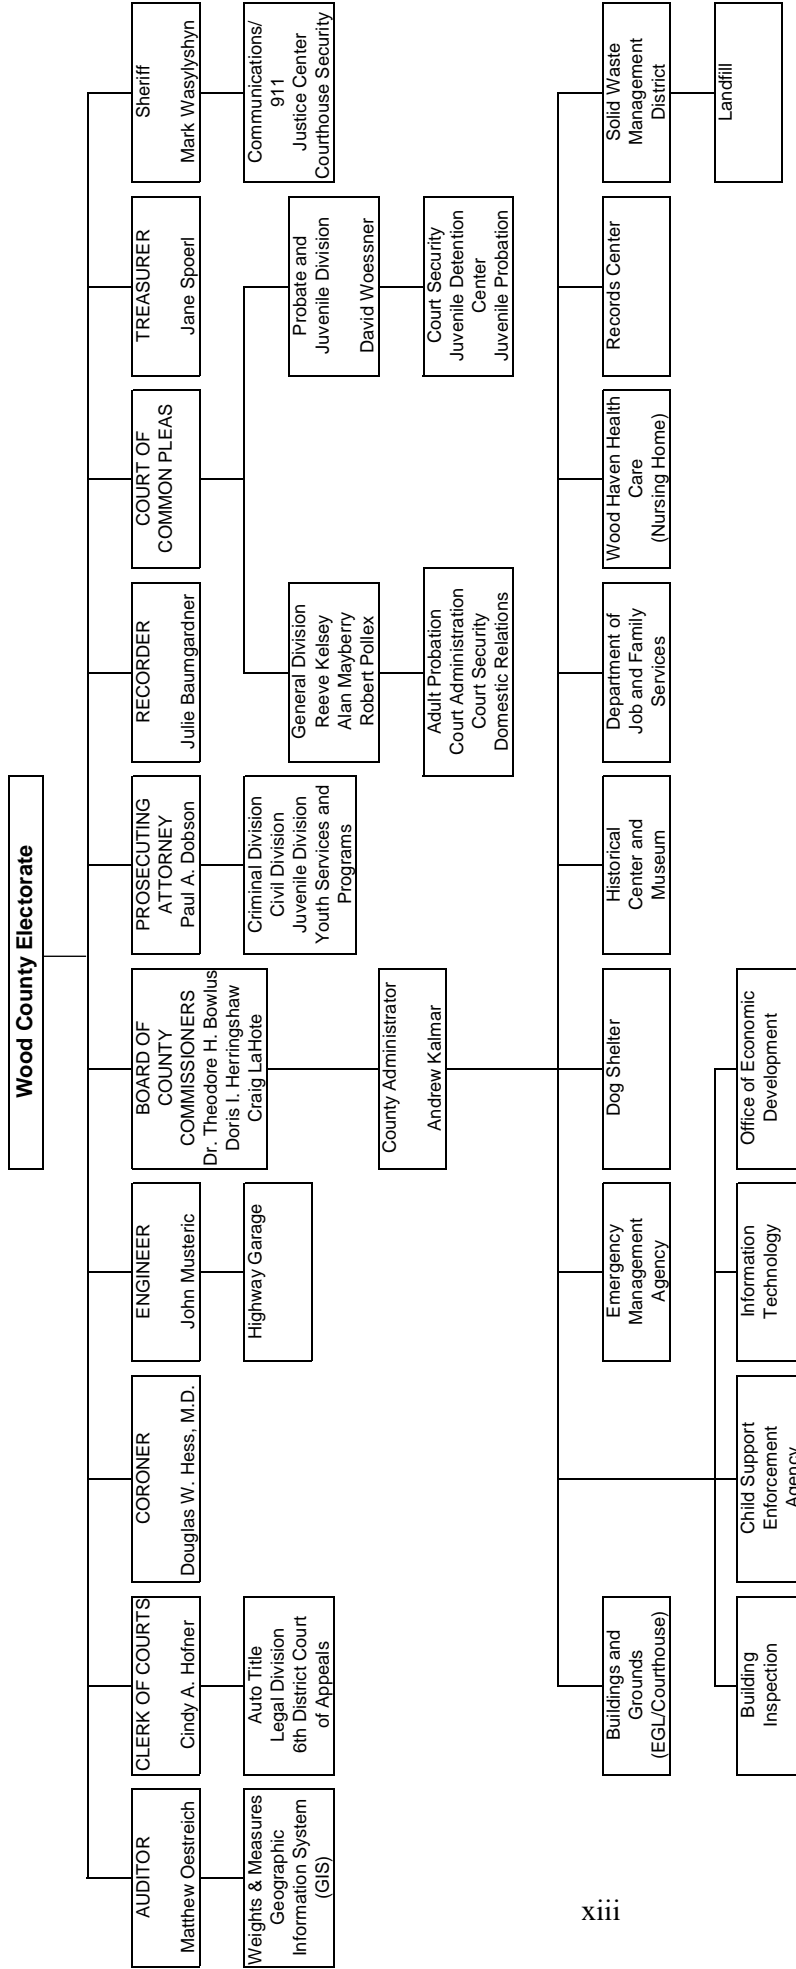 Wood County Electorate
AUDITOR
Matthew Oestreich
CLERK OF COURTS
Cindy A. Hofner
CORONER
Douglas W. Hess, M.D.
ENGINEER
John Musteric
BOARD OF
COUNTY
COMMISSIONERS
Dr. Theodore H. Bowlus
Doris I. Herringshaw
Craig LaHote
PROSECUTING
ATTORNEY
Paul A. Dobson
RECORDER
Julie Baumgardner
COURT OF
COMMON PLEAS
TREASURER
Jane Spoerl
Sheriff
Mark Wasylyshyn
Weights & Measures
Geographic
Information System
(GIS)
Auto Title
Legal Division
6th District Court
of Appeals
Highway Garage
Criminal Division
Civil Division
Juvenile Division
Youth Services and
Programs
Communications/
911
Justice Center
Courthouse Security
General Division
Reeve Kelsey
Alan Mayberry
Robert Pollex
Probate and
Juvenile Division
David Woessner
County Administrator
Andrew Kalmar
Adult Probation
Court Administration
Court Security
Domestic Relations
Court Security
Juvenile Detention
Center
Juvenile Probation
Buildings and
Grounds
(EGL/Courthouse)
Emergency
Management
Agency
Dog Shelter
Historical
Center and
Museum
Department of
Job and Family
Services
Wood Haven Health
Care
(Nursing Home)
Records Center
Solid Waste
Management
District
Building
Inspection
Child Support
Enforcement
Agency
Information
Technology
Office of Economic
Development
Landfill
xiii